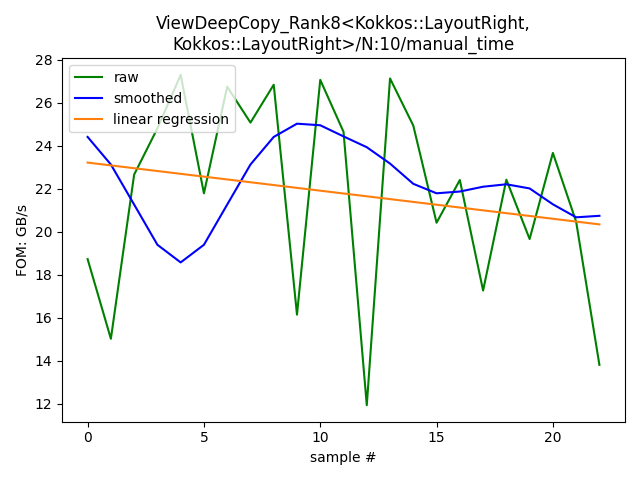 ViewDeepCopy_Rank8<Kokkos::LayoutRight,
Kokkos::LayoutRight>/N:10/manual_time
28
26
24
22
20
18
16
14
12
FOM: GB/s
raw
smoothed
linear regression
0
5
10
15
20
sample #